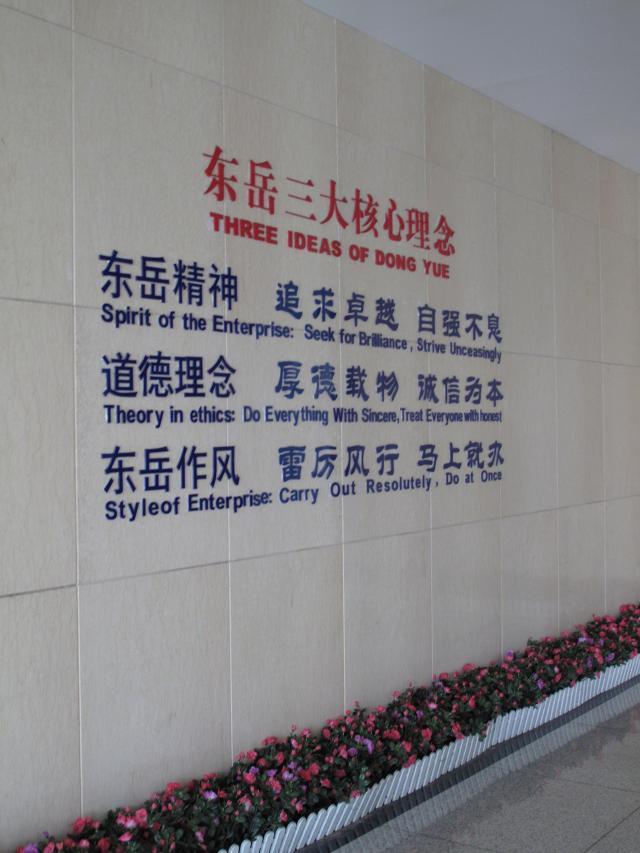 东岳三大核心理念
THREE IDEAS OF DONG YUE
东岳精神 追求卓越 自强不息
Spirit of the Enterprise: Seek for Brilliance, Strive Unceasingly
道德理念 厚德载物 诚信为本
Theory in ethics: Do Everything With Sincere,Treat Everyone with honest
东岳作风 雷厉风行 马上就办
Styleof Enterprise: Carry Out Resolutely, Do at Once